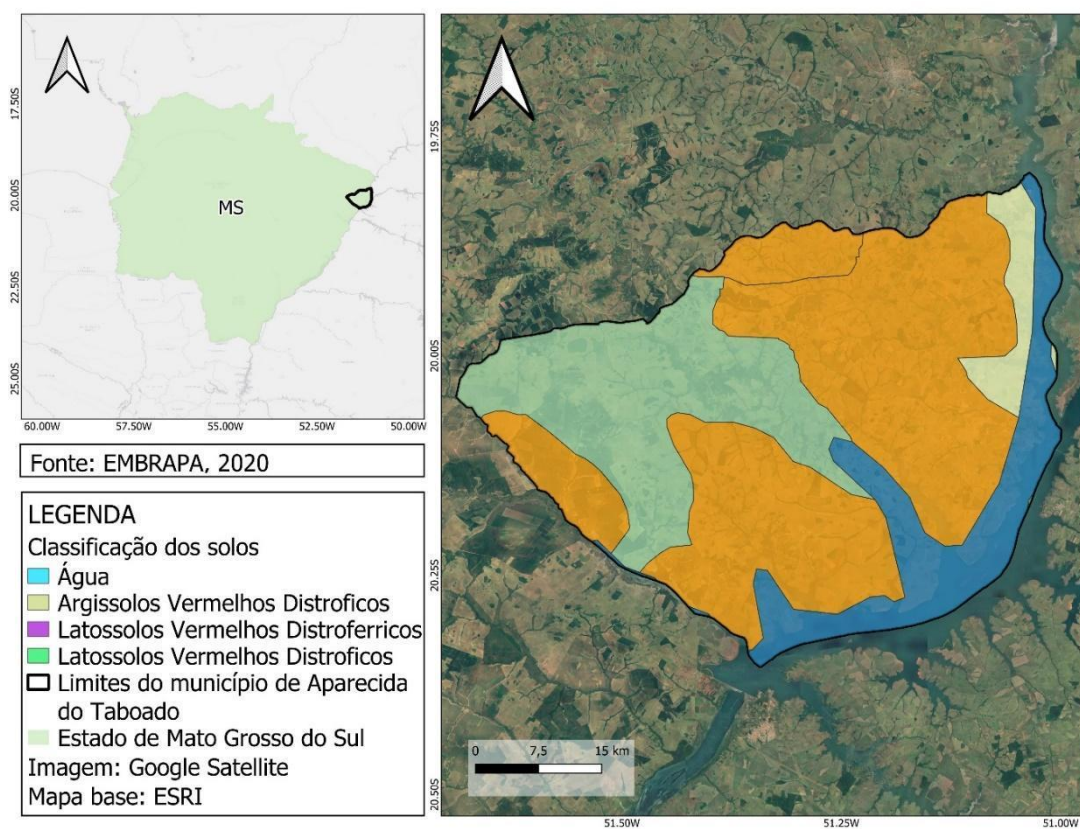 17.50S
20.00S
22.50S
25.00S
MS
60.00W 57.50W 55.00W 52.50W 50.00W
Fonte: EMBRAPA, 2020
LEGENDA
Classificação dos solos
Água
Argissolos Vermelhos Distroficos
Latossolos Vermelhos Distroferricos
Latossolos Vermelhos Distroficos
Limites do município de Aparecida
do Taboado
Estado de Mato Grosso do Sul
Imagem: Google Satellite
Mapa base: ESRI
19.75S
20.00S
20.25S
20.50S
0 7,5 15 km
51.50W 51.25W 51.00W